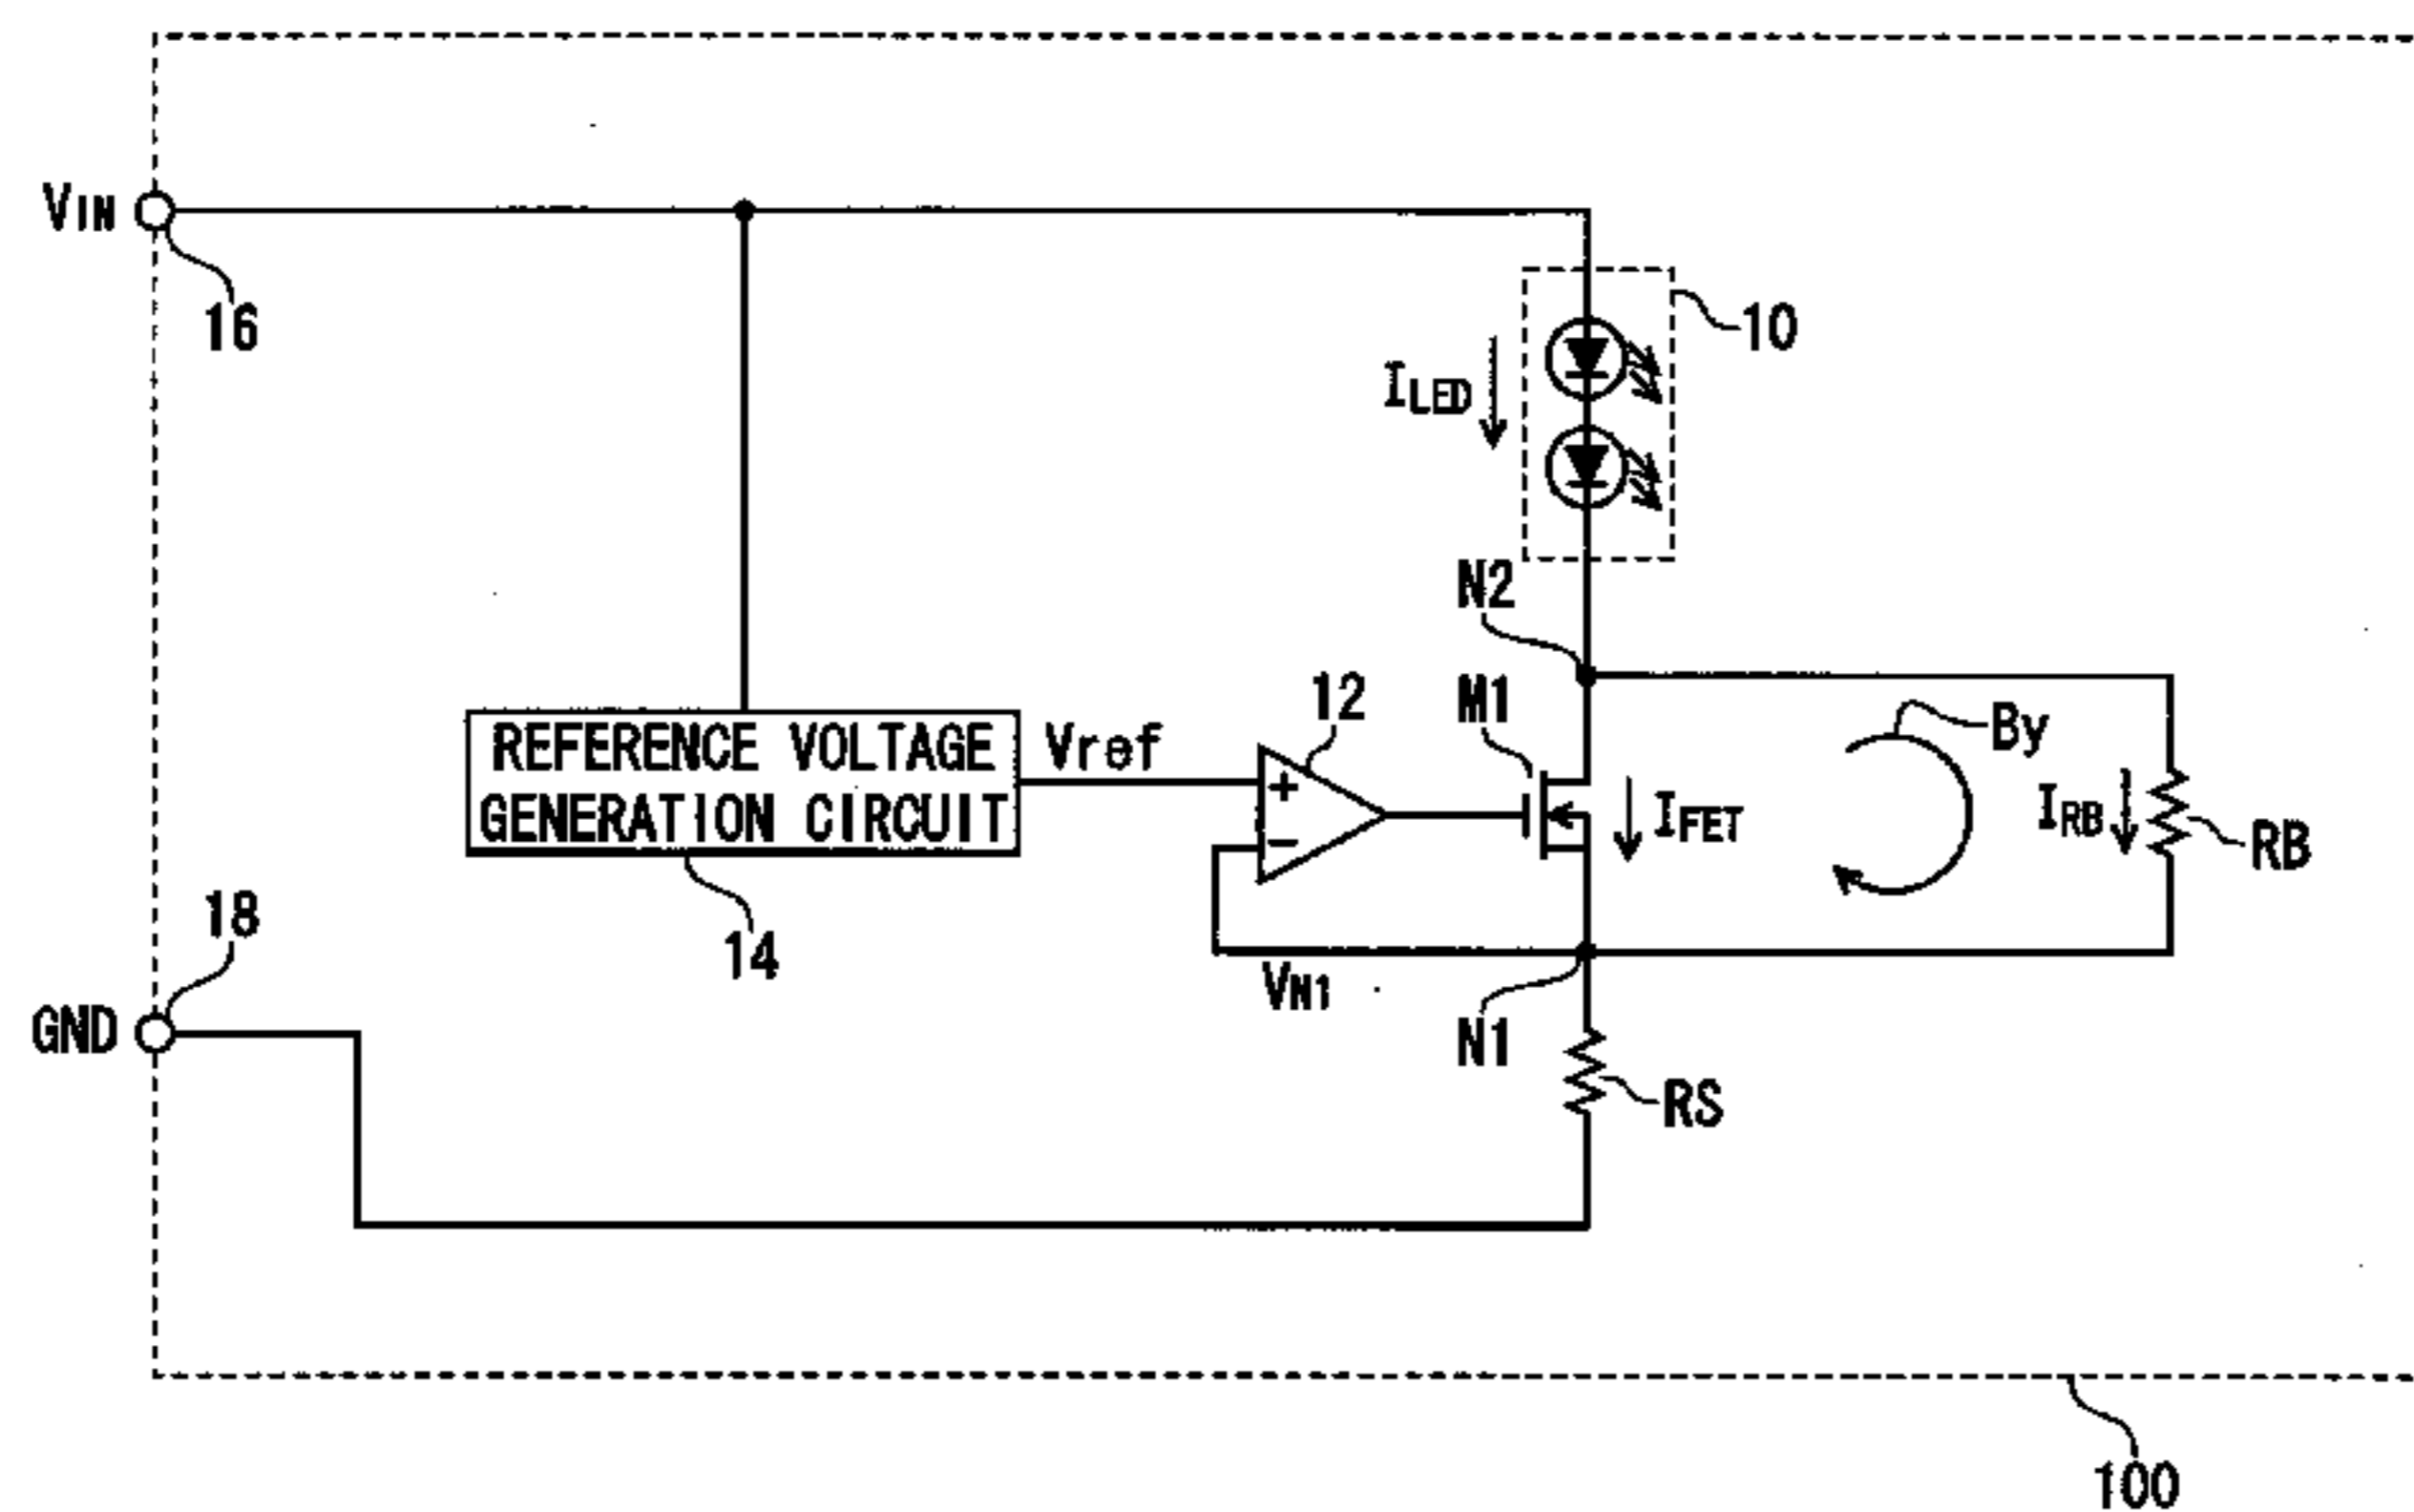 VIN
16
10
ILED
N2
12
M1
By
Vref
REFERENCE VOLTAGE
GENERATION CIRCUIT
+
−
IFET
IRB
RB
18
14
VN1
GND
N1
RS
100